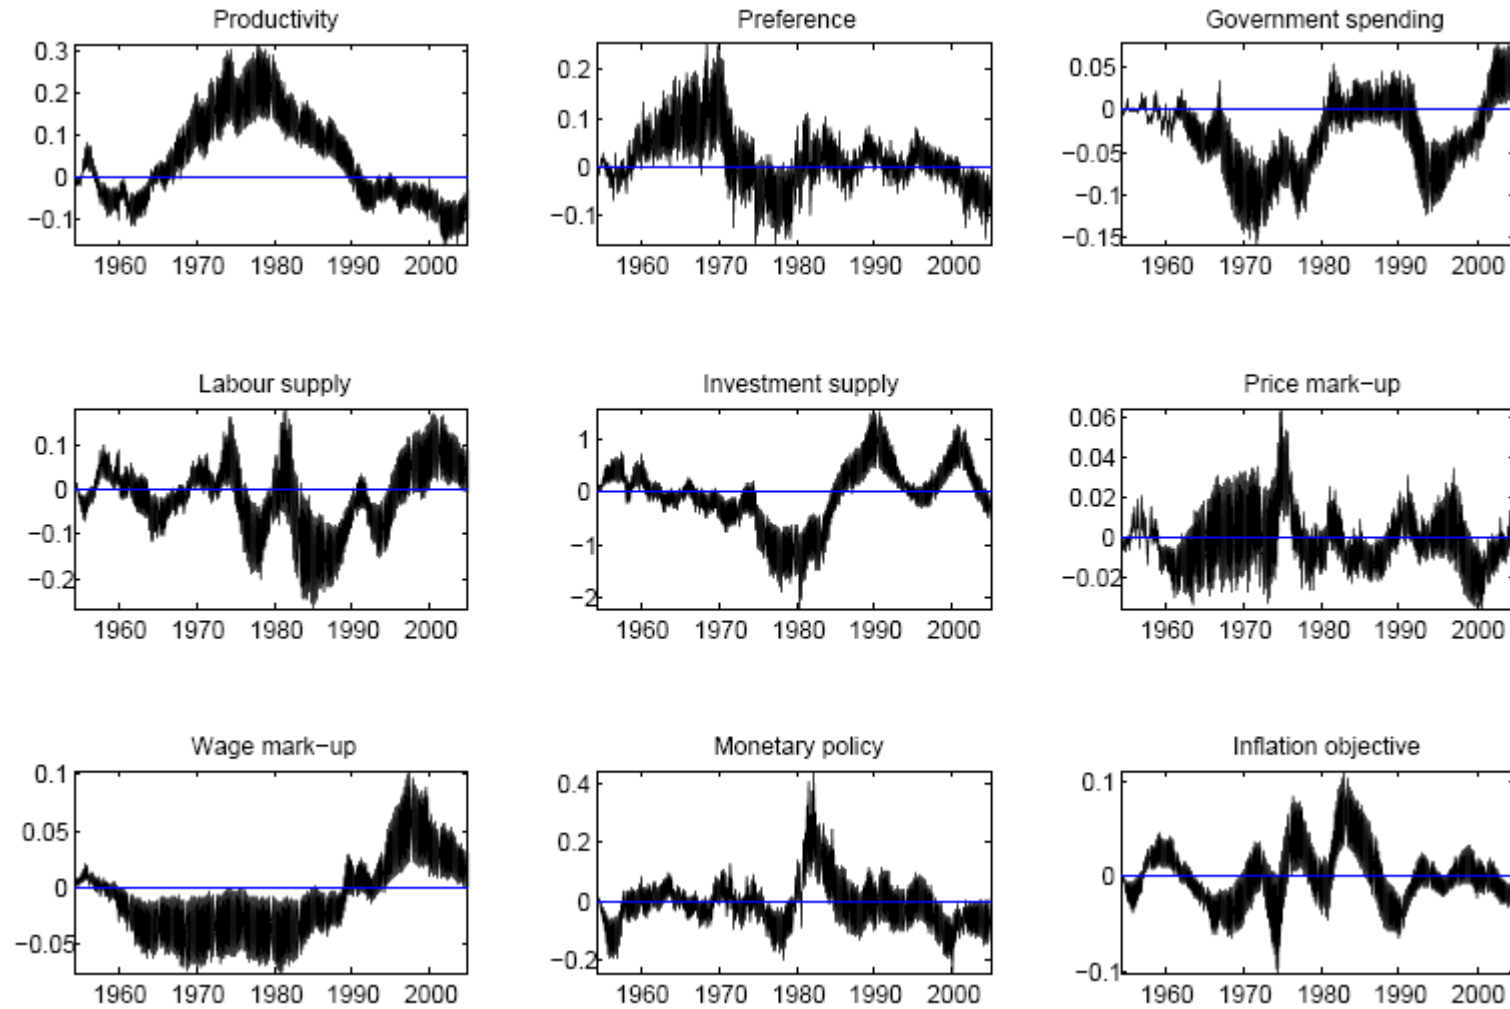 Productivity
0.3
0.2
0.1
0
−0.1
1960 1970 1980 1990 2000
Preference
0.2
0.1
0
−0.1
1960 1970 1980 1990 2000
Government spending
0.05
0
−0.05
−0.1
−0.15
1960 1970 1980 1990 2000
Labour supply
0.1
0
−0.1
−0.2
1960 1970 1980 1990 2000
Investment supply
1
0
−1
−2
1960 1970 1980 1990 2000
Price mark−up
0.06
0.04
0.02
0
−0.02
1960 1970 1980 1990 2000
Wage mark−up
0.1
0.05
0
−0.05
1960 1970 1980 1990 2000
Monetary policy
0.4
0.2
0
−0.2
1960 1970 1980 1990 2000
Inflation objective
0.1
0
−0.1
1960 1970 1980 1990 2000